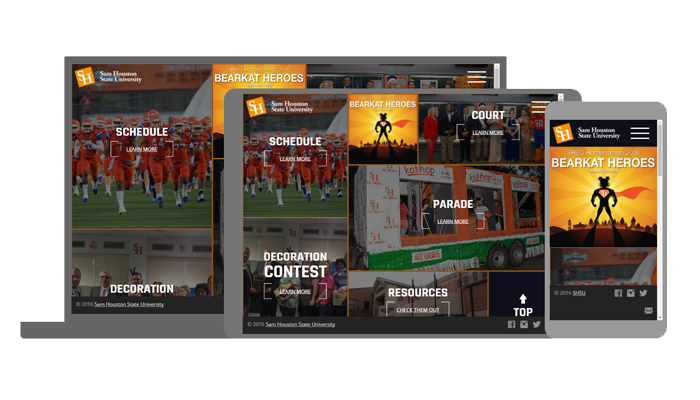 SH Sam Houston
State University
BEARKAT HEROES
SCHEDULE
LEARN MORE
DECORATION
© 2016 Sam Houston State University
SH Sam Houston
State University
BEARKAT HEROES
COURT
LEARN MORE
SCHEDULE
LEARN MORE
PARADE
LEARN MORE
DECORATION
CONTEST
LEARN MORE
RESOURCES
CHECK THEM OUT
TOP
© 2016 Sam Houston State University
SH Sam Houston
State University
SHSU Homecoming 2016
BEARKAT HEROES
© 2016 SHSU